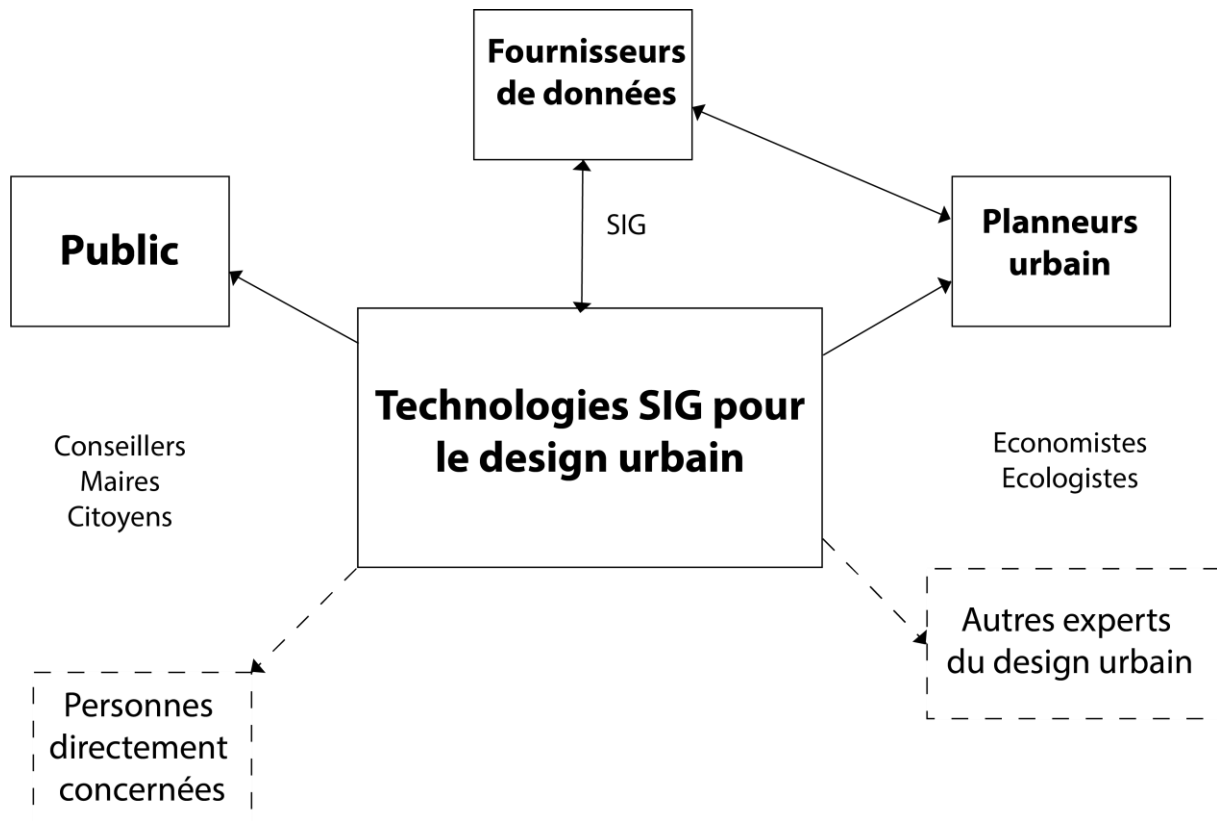 Fournisseurs
de données
SIG
Public
Planneurs
urbain
Technologies SIG pour
le design urbain
Conseillers
Maires
Citoyens
Economistes
Ecologistes
Autres experts
du design urbain
Personnes
directement
concernées